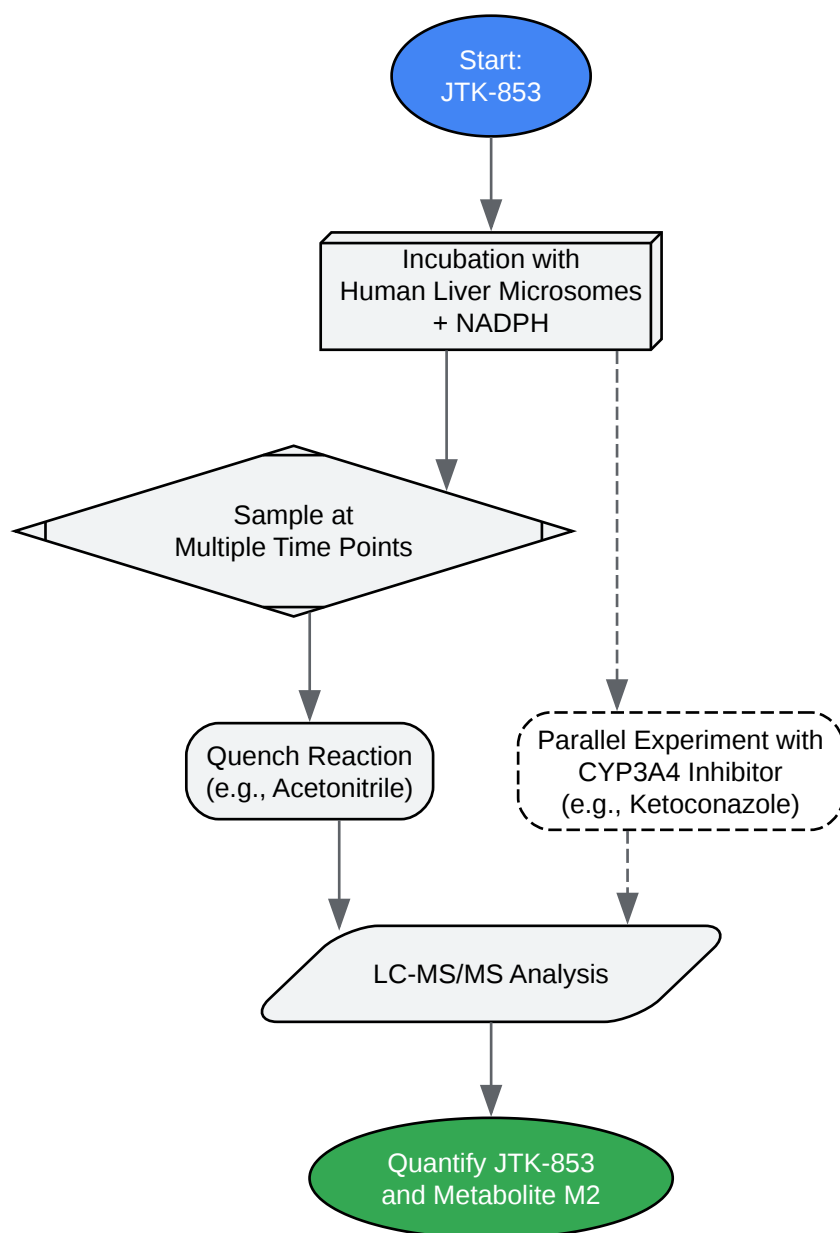 Start:
JTK-853
Incubation with
Human Liver Microsomes
+ NADPH
Sample at
Multiple Time Points
Quench Reaction
(e.g., Acetonitrile)
Parallel Experiment with
CYP3A4 Inhibitor
(e.g., Ketoconazole)
LC-MS/MS Analysis
Quantify JTK-853
and Metabolite M2